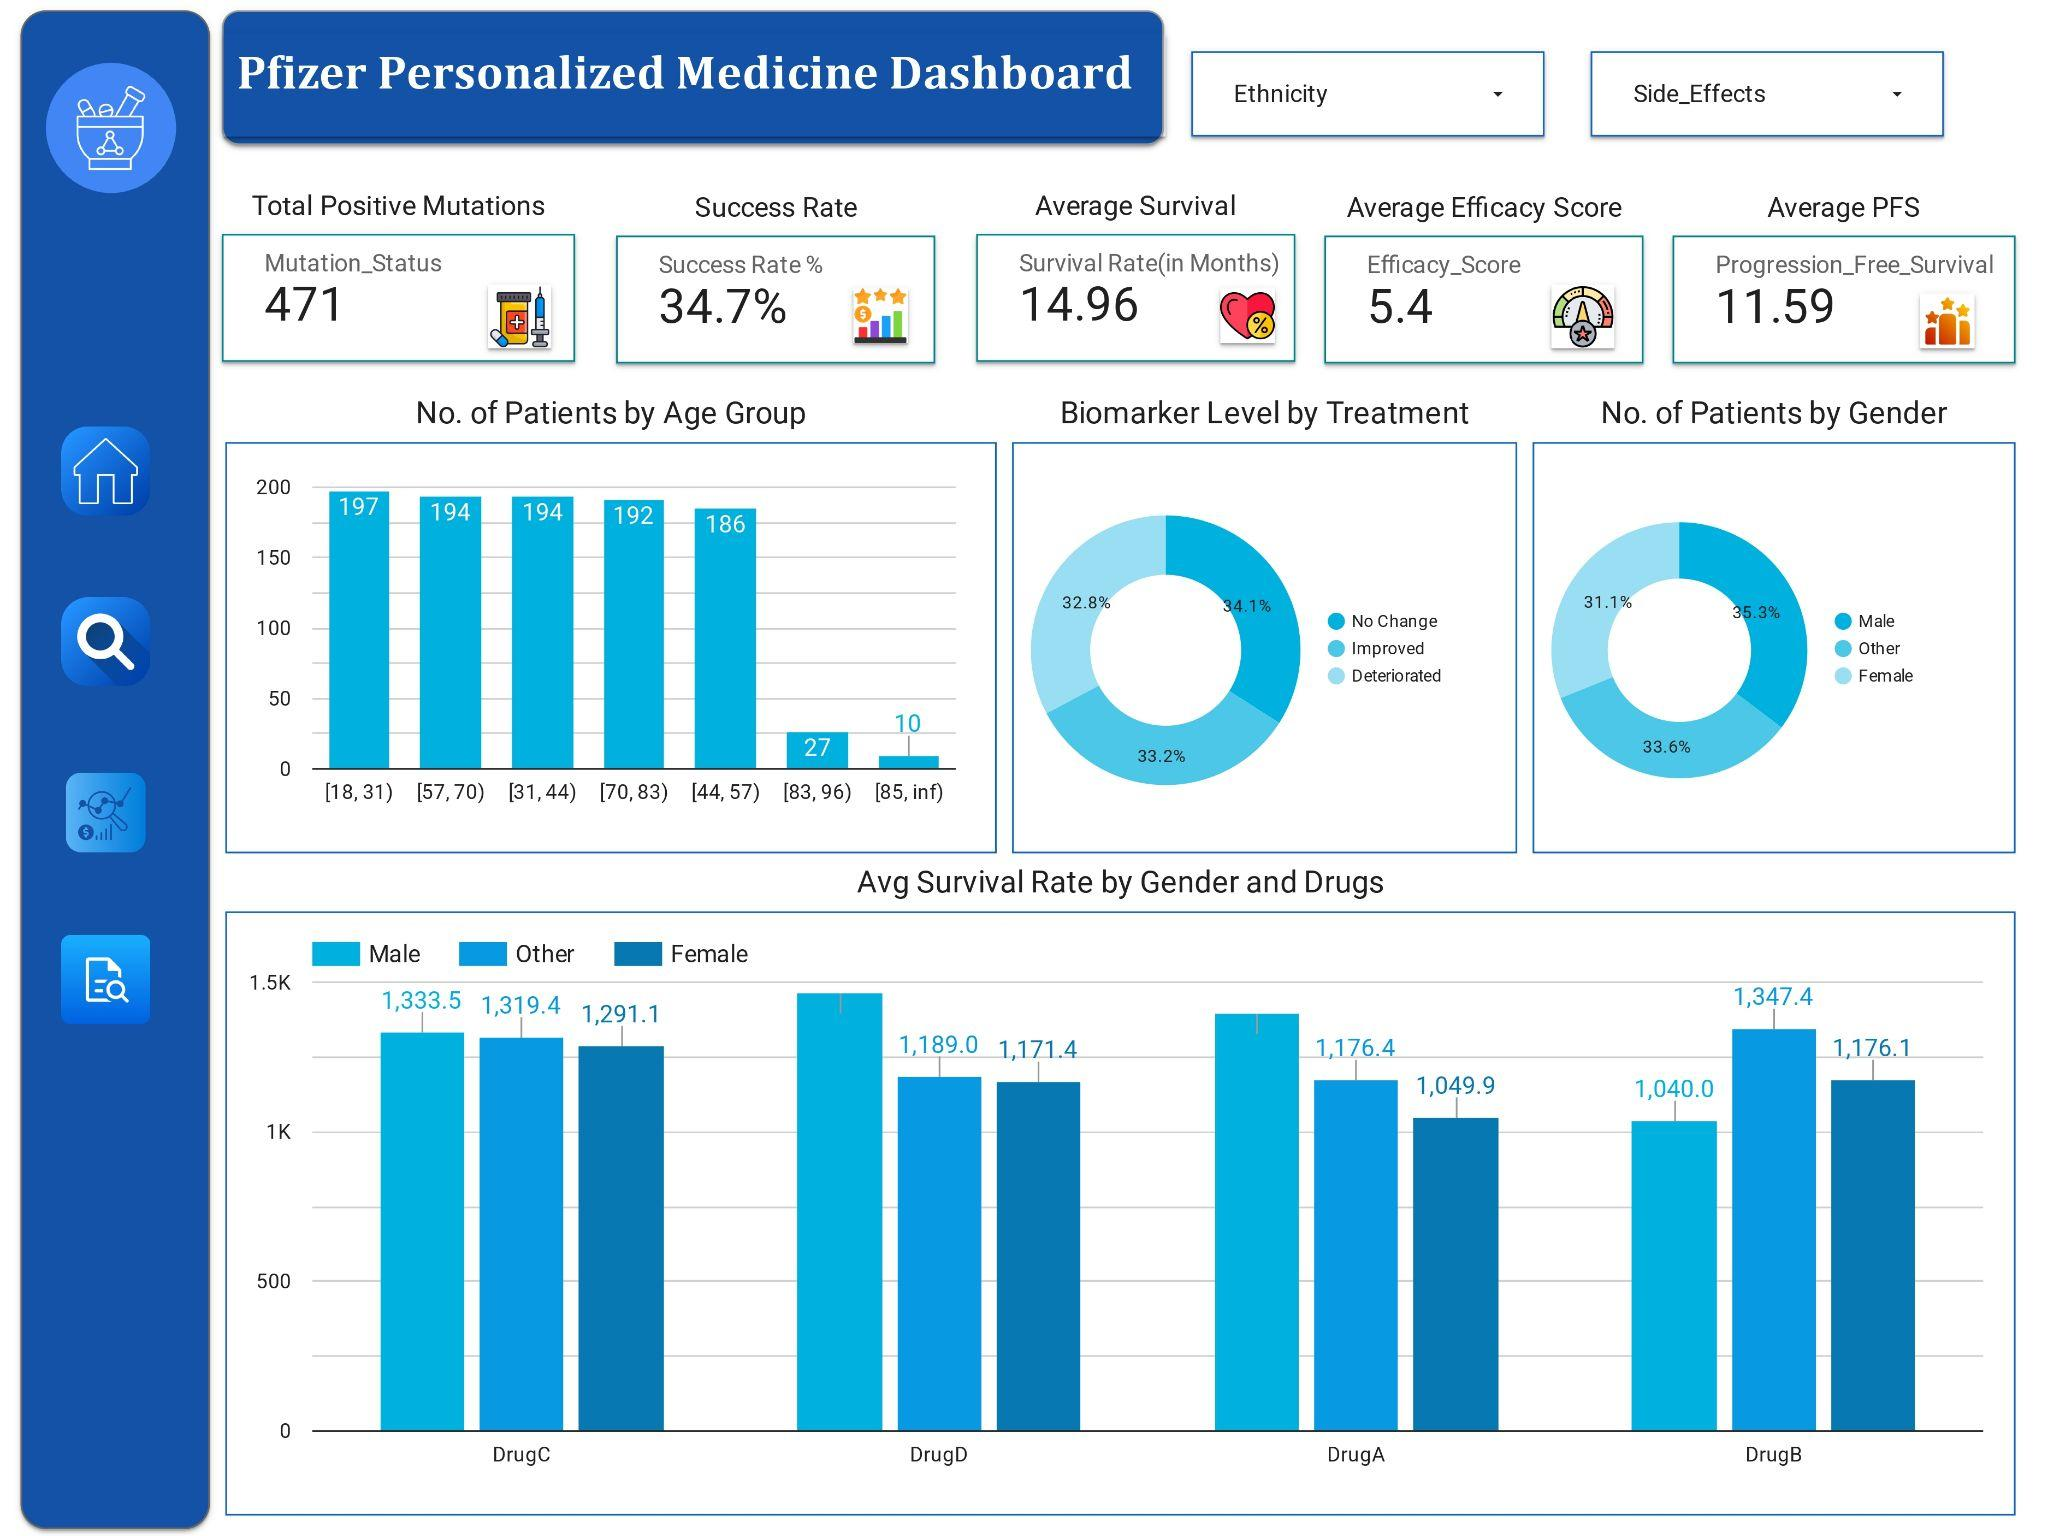 Pfizer Personalized Medicine Dashboard
Ethnicity
Side_Effects
Total Positive Mutations
Mutation_Status
471
Success Rate
Success Rate %
34.7%
Average Survival
Survival Rate(in Months)
14.96
Average Efficacy Score
Efficacy_Score
5.4
Average PFS
Progression_Free_Survival
11.59
No. of Patients by Age Group
200
150
100
50
0
197
194
194
192
186
27
10
[18, 31)
[57, 70)
[31, 44)
[70, 83)
[44, 57)
[83, 96)
[85, inf)
Biomarker Level by Treatment
32.8%
34.1%
33.2%
No Change
Improved
Deteriorated
No. of Patients by Gender
31.1%
35.3%
33.6%
Male
Other
Female
Avg Survival Rate by Gender and Drugs
Male
Other
Female
1.5K
1K
500
0
1,333.5
1,319.4
1,291.1
1,189.0
1,171.4
1,176.4
1,049.9
1,040.0
1,347.4
1,176.1
DrugC
DrugD
DrugA
DrugB